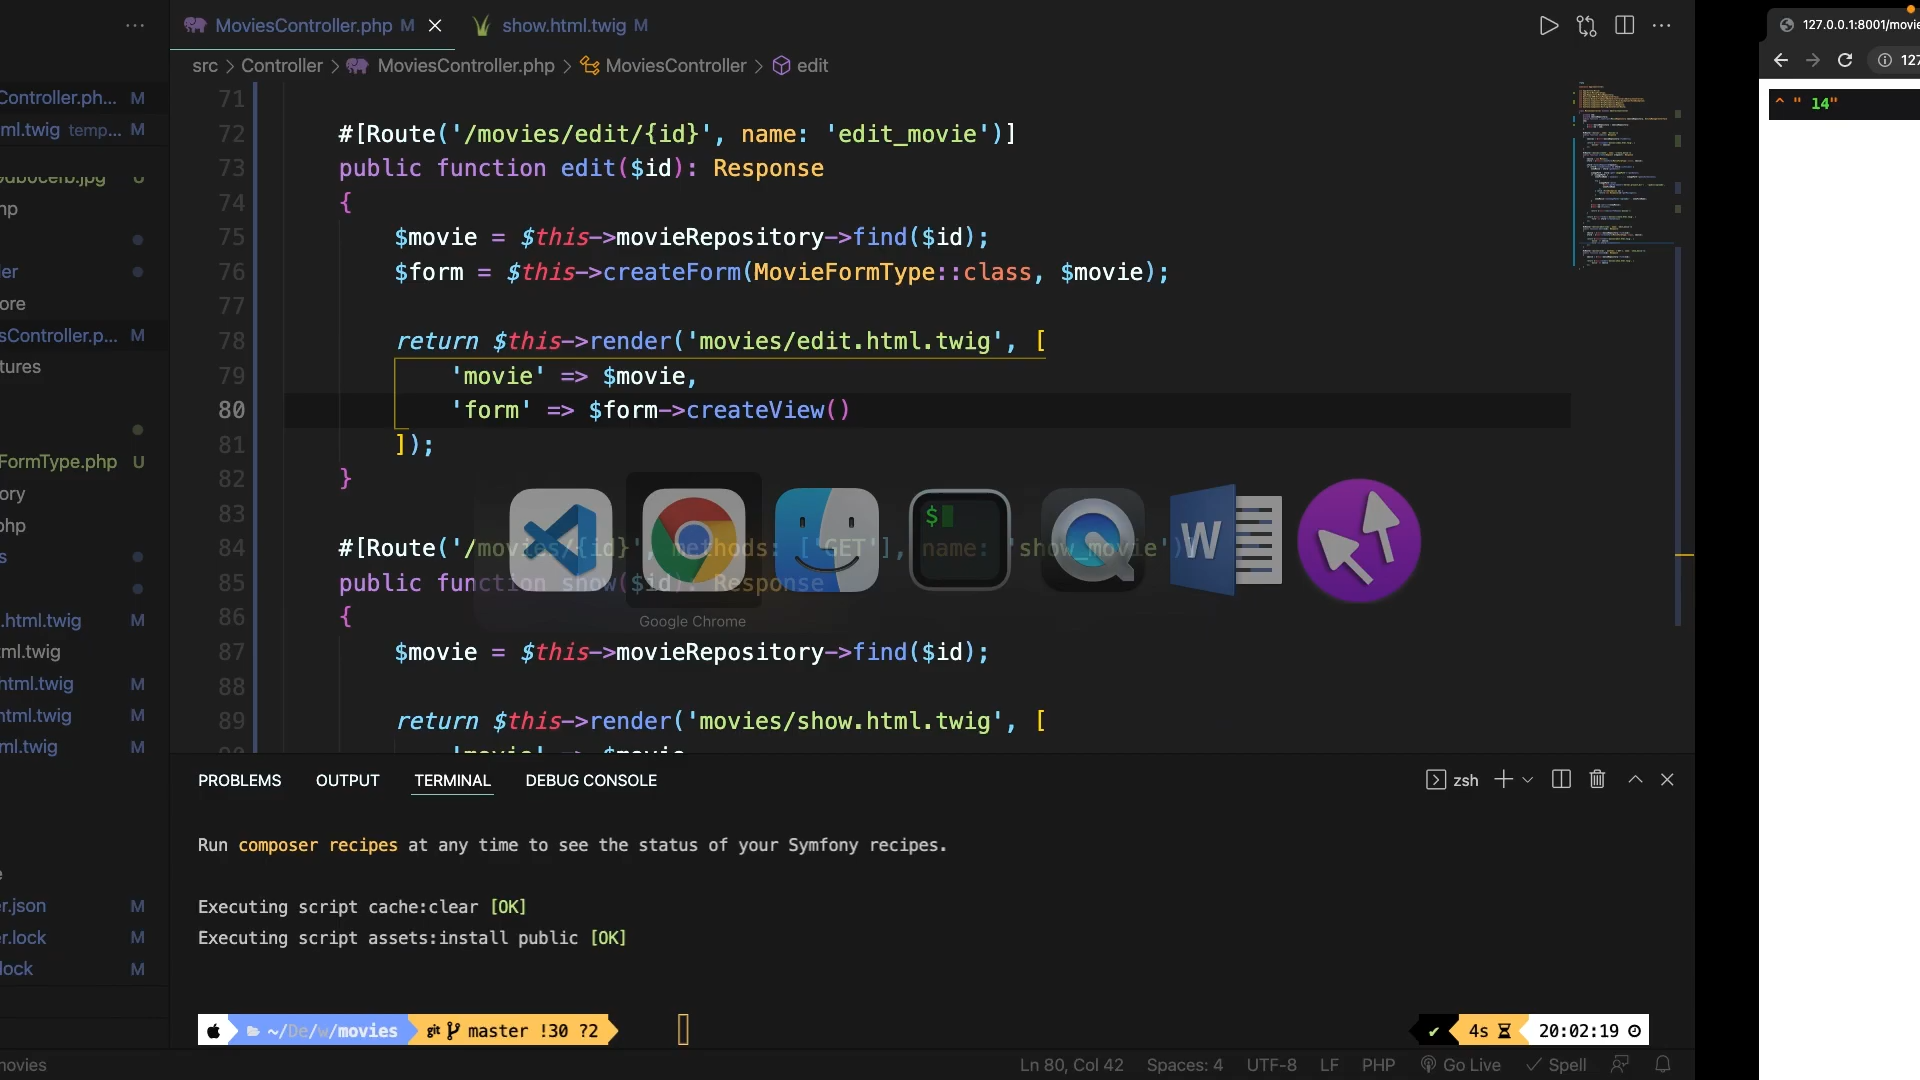 MoviesController.php M
show.html.twig M
127.0.0.1:8001/movie
src > Controller > MoviesController.php > MoviesController > edit
127
^ " 14"
Controller.ph... M
ml.twig temp... M
U
hp
ler
ore
sController.p... M
tures
FormType.php U
ory
php
s
.html.twig M
ml.twig
html.twig M
html.twig M
ml.twig M
e
r.json M
r.lock M
lock M
movies
71
72 #[Route('/movies/edit/{id}', name: 'edit_movie')]
73 public function edit($id): Response
74 {
75 $movie = $this->movieRepository->find($id);
76 $form = $this->createForm(MovieFormType::class, $movie);
77
78 return $this->render('movies/edit.html.twig', [
79 'movie' => $movie,
80 'form' => $form->createView()
81 ]);
82 }
83
84 #[Route('/movies/{id}', methods: ['GET'], name: 'show_movie')
85 public function show($id): Response
86 {
87 $movie = $this->movieRepository->find($id);
88
89 return $this->render('movies/show.html.twig', [
90 'movie' => $movie
$
W
Google Chrome
PROBLEMS OUTPUT TERMINAL DEBUG CONSOLE
zsh
Run composer recipes at any time to see the status of your Symfony recipes.
Executing script cache:clear [OK]
Executing script assets:install public [OK]
~/De/w/movies git master !30 ?2
✔ 4s 20:02:19
Ln 80, Col 42 Spaces: 4 UTF-8 LF PHP Go Live Spell